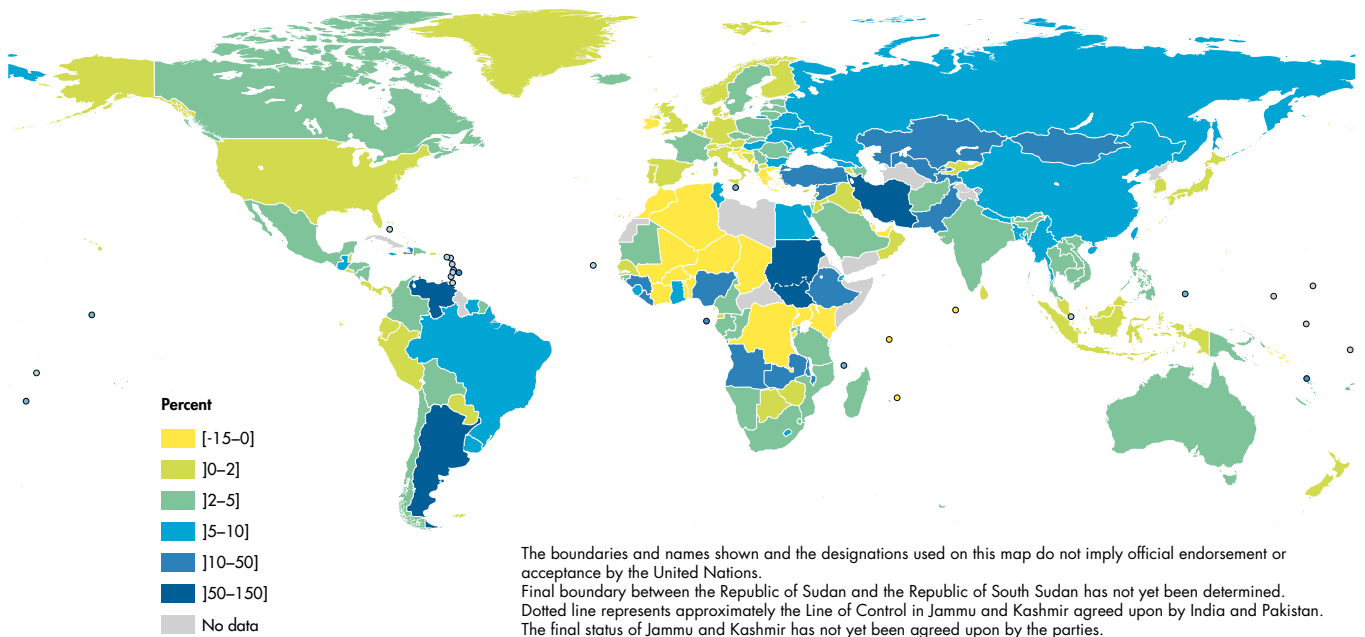 Percent
[-15–0]
]0–2]
]2–5]
]5–10]
]10–50]
]50–150]
No data
The boundaries and names shown and the designations used on this map do not imply official endorsement or
acceptance by the United Nations.
Final boundary between the Republic of Sudan and the Republic of South Sudan has not yet been determined.
Dotted line represents approximately the Line of Control in Jammu and Kashmir agreed upon by India and Pakistan.
The final status of Jammu and Kashmir has not yet been agreed upon by the parties.